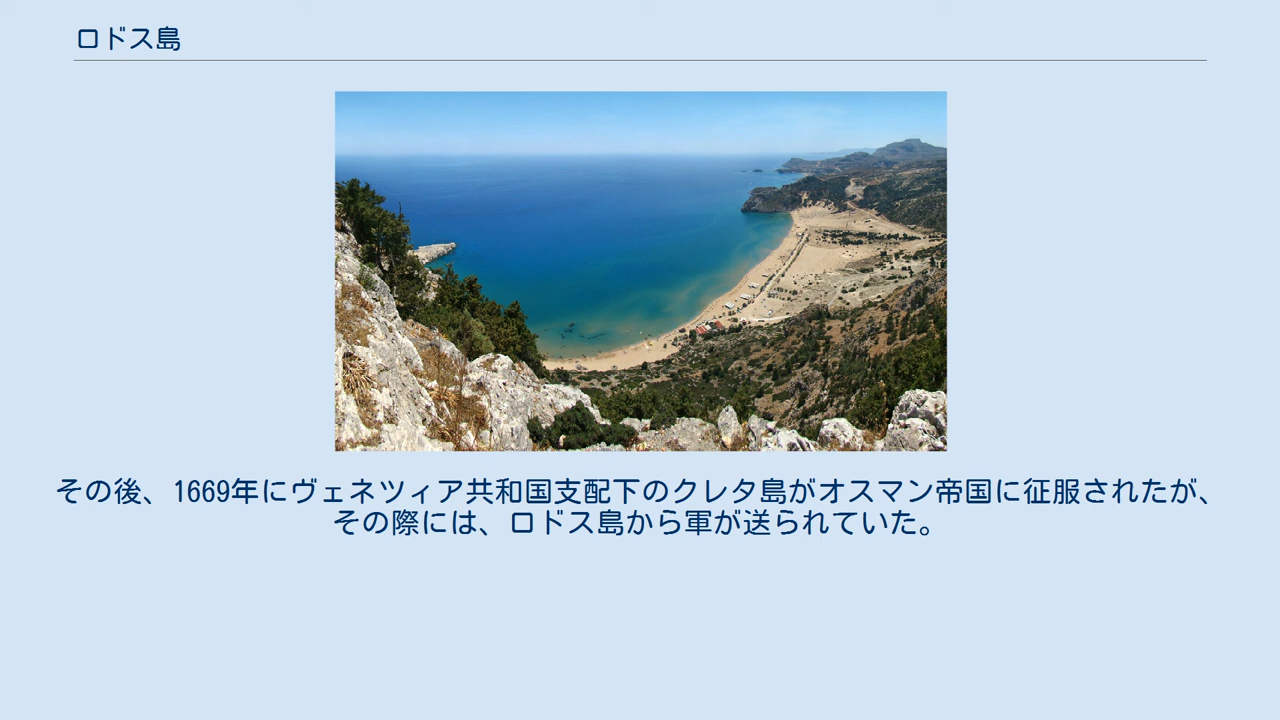 ロドス島
その後、1669年にヴェネツィア共和国支配下のクレタ島がオスマン帝国に征服されたが、
その際には、ロドス島から軍が送られていた。